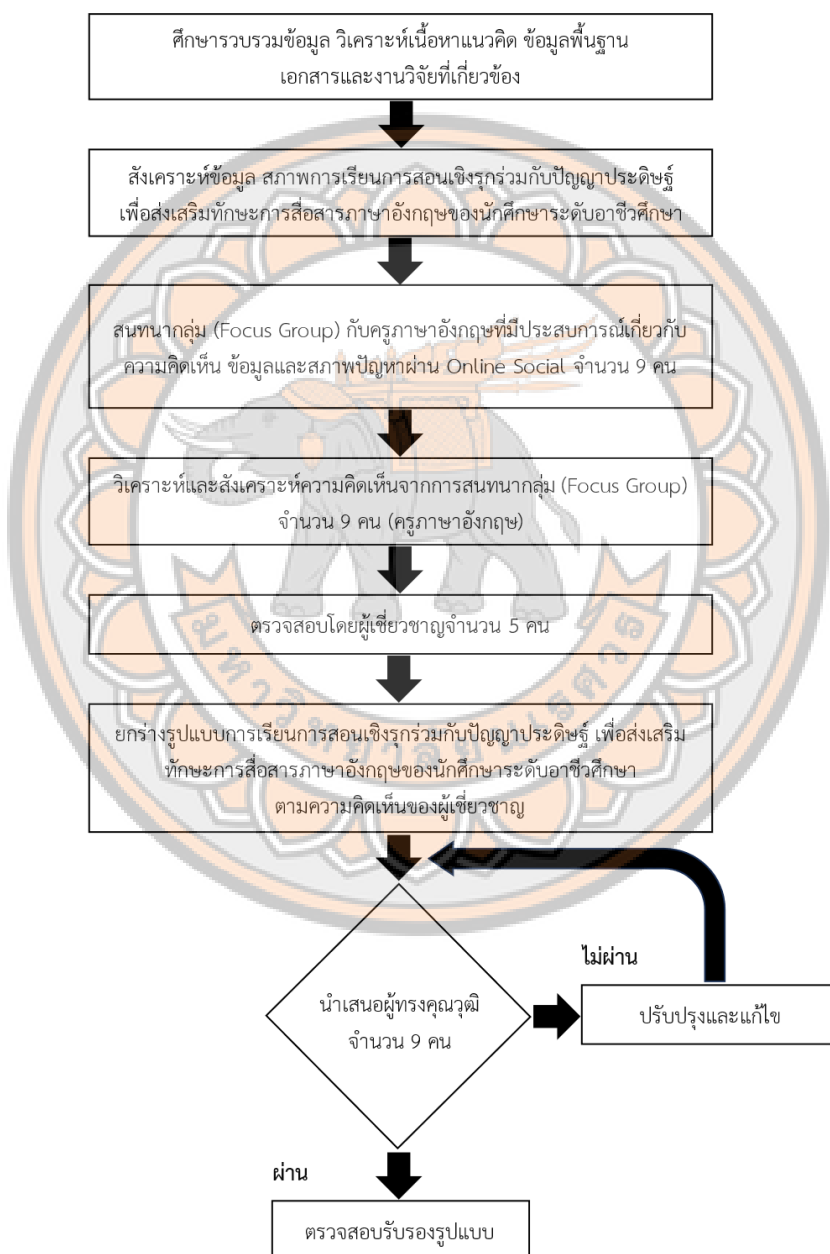 ศึกษารวบรวมข้อมูล วิเคราะห์เนื้อหาแนวคิด ข้อมูลพื้นฐาน
เอกสารและงานวิจัยที่เกี่ยวข้อง
สังเคราะห์ข้อมูล สภาพการเรียนการสอนเชิงรุกร่วมกับปัญญาประดิษฐ์
เพื่อส่งเสริมทักษะการสื่อสารภาษาอังกฤษของนักศึกษาระดับอาชีวศึกษา
สนทนากลุ่ม (Focus Group) กับครูภาษาอังกฤษที่มีประสบการณ์เกี่ยวกับ
ความคิดเห็น ข้อมูลและสภาพปัญหาผ่าน Online Social จำนวน 9 คน
วิเคราะห์และสังเคราะห์ความคิดเห็นจากการสนทนากลุ่ม (Focus Group)
จำนวน 9 คน (ครูภาษาอังกฤษ)
ตรวจสอบโดยผู้เชี่ยวชาญจำนวน 5 คน
มหาวิทยาลัยนเรศวร
ยกร่างรูปแบบการเรียนการสอนเชิงรุกร่วมกับปัญญาประดิษฐ์ เพื่อส่งเสริม
ทักษะการสื่อสารภาษาอังกฤษของนักศึกษาระดับอาชีวศึกษา
ตามความคิดเห็นของผู้เชี่ยวชาญ
ไม่ผ่าน
นำเสนอผู้ทรงคุณวุฒิ
จำนวน 9 คน
ปรับปรุงและแก้ไข
ผ่าน
ตรวจสอบรับรองรูปแบบ